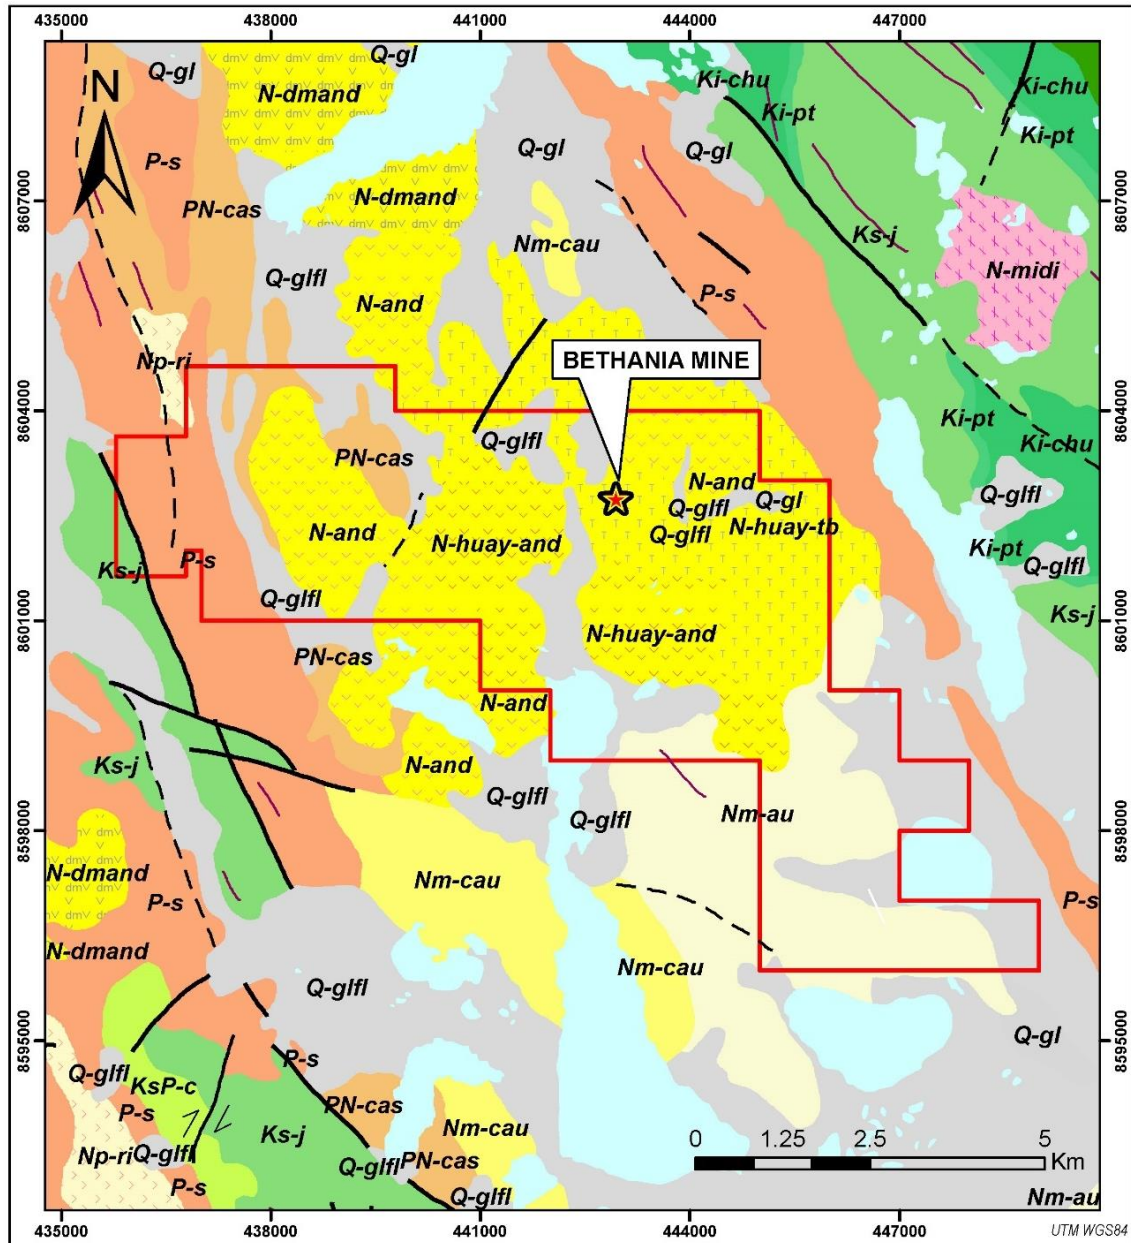 435000 438000 441000 444000 447000
Q-gl
Q-gl
N-dmand
Ki-chu
Ki-chu
Ki-pt
Ki-pt
N
P-s
Q-gl
Q-gl
8607000
8607000
N-dmand
PN-cas
Nm-cau
Ks-j
Q-glfl
N-midi
N-and
P-s
Np-ri
BETHANIA MINE
8604000
8604000
Ki-pt
Q-glfl
Ki-chu
PN-cas
N-and
Q-gl
Q-glfl
Q-glfl
N-and
N-huay-and
Q-glfl
N-huay-tb
Ki-pt
Q-glfl
Ks-j
P-s
Q-glfl
8601000
8601000
Ks-j
N-huay-and
PN-cas
N-and
Ks-j
N-and
Q-glfl
Q-glfl
Nm-au
8598000
8598000
N-dmand
Nm-cau
P-s
P-s
N-dmand
Nm-cau
Q-glfl
8595000
8595000
Q-gl
P-s
Q-glfl
KsP-c
PN-cas
P-s
Nm-cau
Ks-j
0 1.25 2.5 5
Km
Np-ri
Q-glfl
Q-glfl
PN-cas
P-s
Q-glfl
Nm-au
435000 438000 441000 444000 447000
UTM WGS84